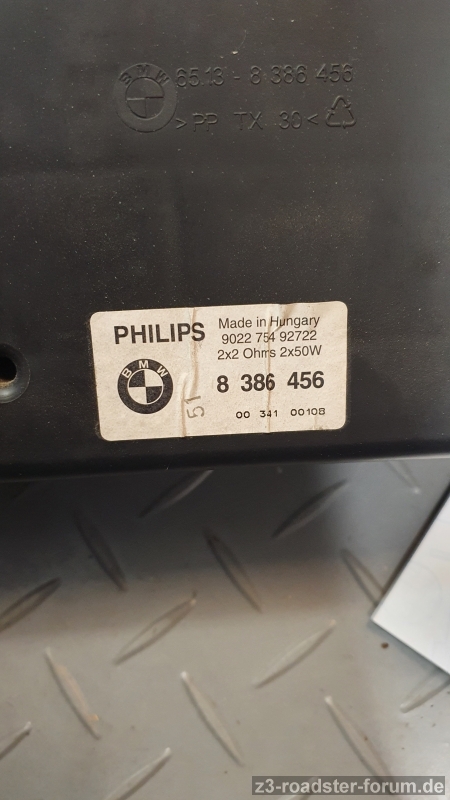 BMW
65.13 - 8 386 456
>PP TX 30<
PHILIPS
Made in Hungary
9022 754 92722
2x2 Ohms 2x50W
BMW
51
8 386 456
00 341 00108
z3-roadster-forum.de